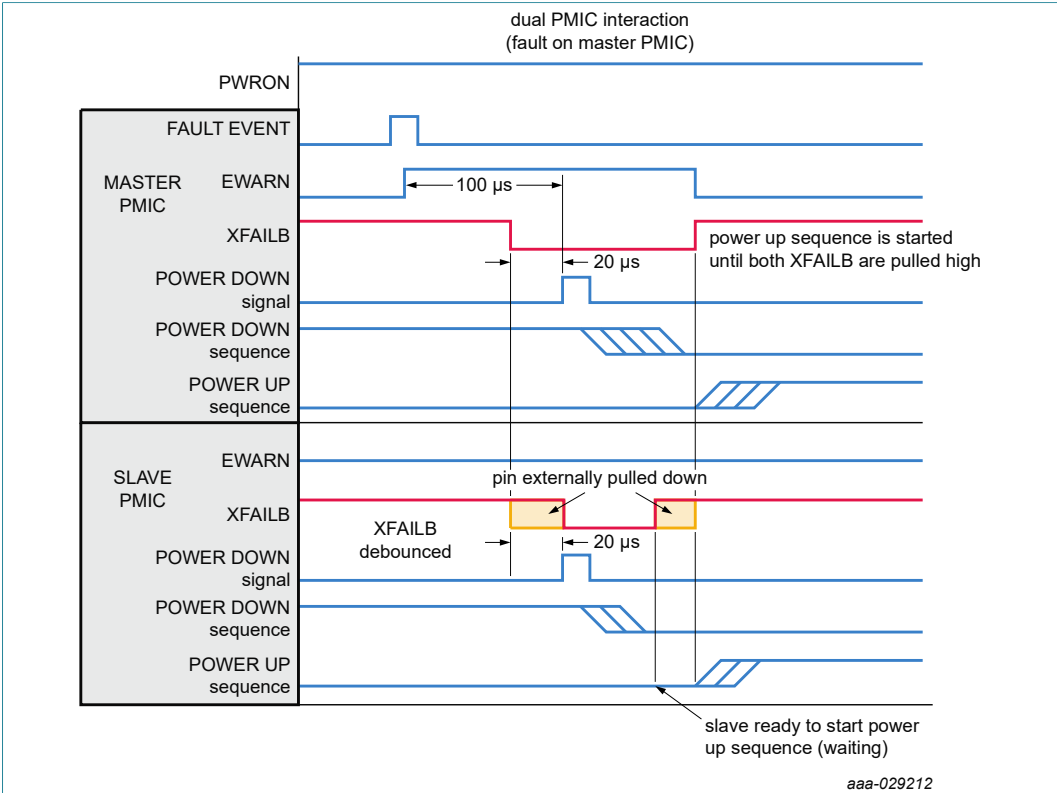 dual PMIC interaction
(fault on master PMIC)
PWRON
MASTER
PMIC
FAULT EVENT
EWARN
100 µs
XFAILB
power up sequence is started
until both XFAILB are pulled high
20 µs
POWER DOWN
signal
POWER DOWN
sequence
POWER UP
sequence
SLAVE
PMIC
EWARN
pin externally pulled down
XFAILB
XFAILB
debounced
20 µs
POWER DOWN
signal
POWER DOWN
sequence
POWER UP
sequence
slave ready to start power
up sequence (waiting)
aaa-029212